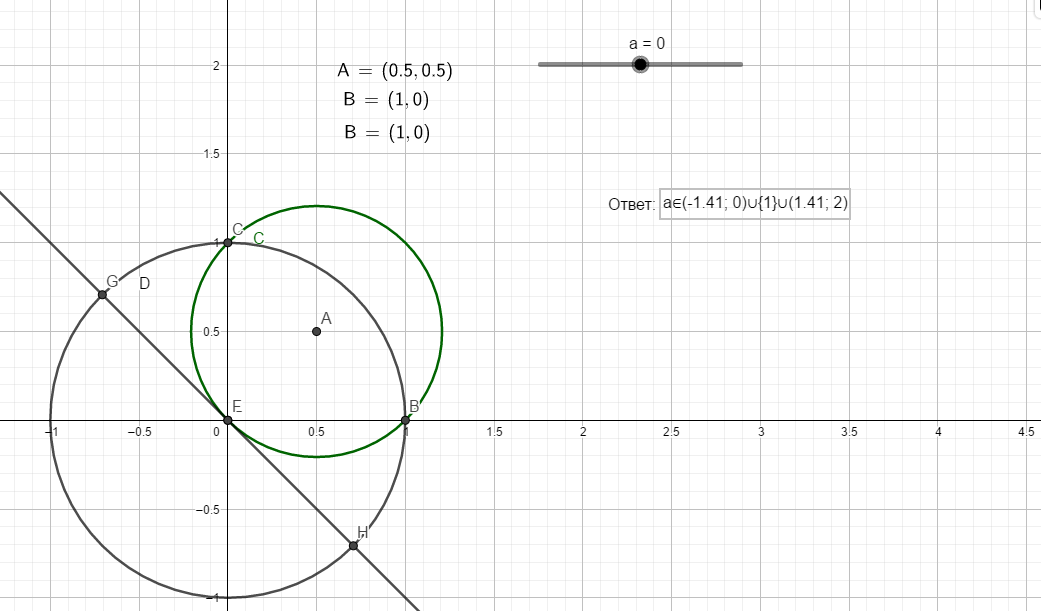 a = 0
2
A = (0.5, 0.5)
B = (1, 0)
B = (1, 0)
1.5
Ответ: a∈(-1.41; 0)∪{1}∪(1.41; 2)
C
C
1
G
D
0.5
A
E
B
−1
−0.5
0
0.5
1
1.5
2
2.5
3
3.5
4
4.5
−0.5
H
−1